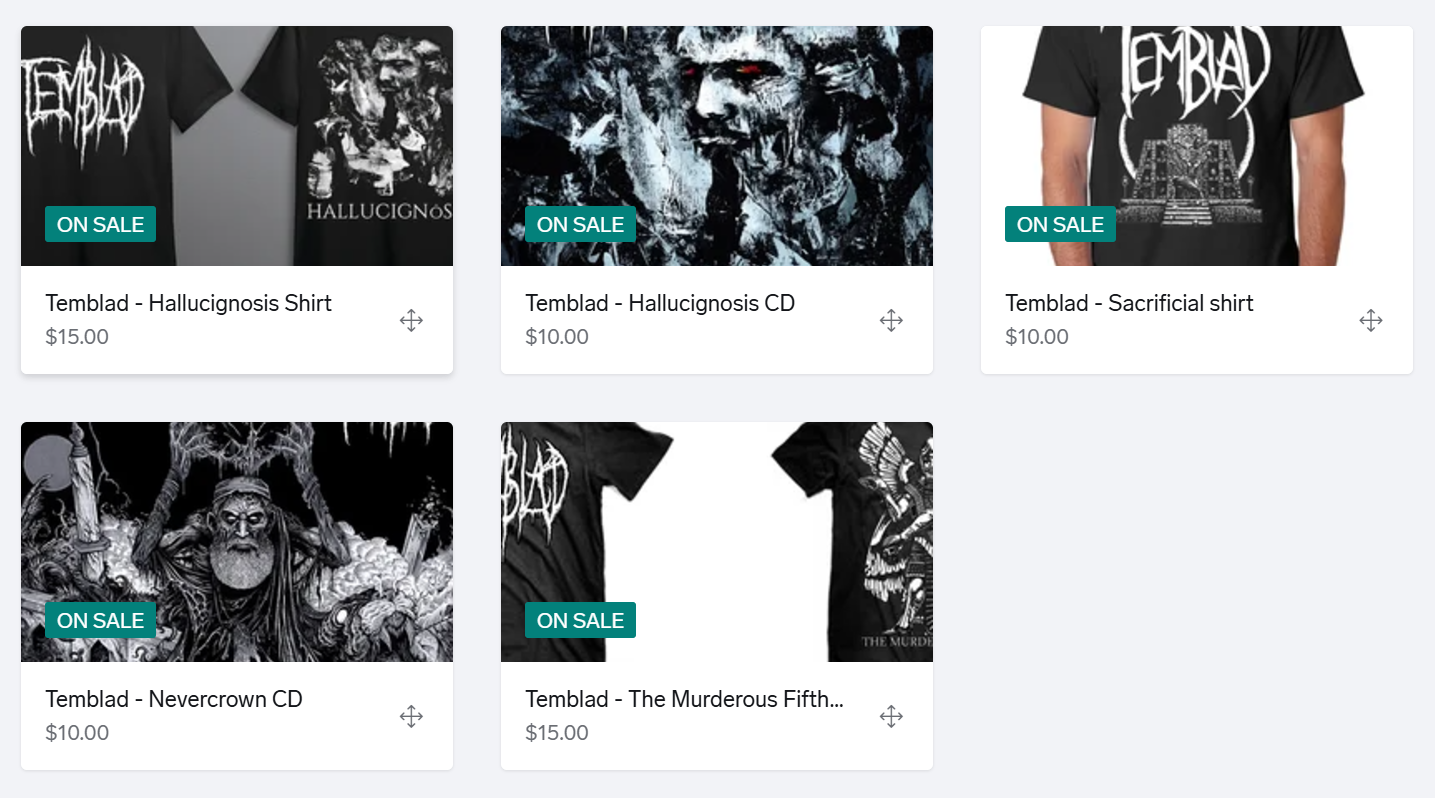 TEMBLAD
HALLUCIGNÓS
ON SALE
Temblad - Hallucignosis Shirt
$15.00
ON SALE
Temblad - Hallucignosis CD
$10.00
TEMBLAD
ON SALE
Temblad - Sacrificial shirt
$10.00
ON SALE
Temblad - Nevercrown CD
$10.00
BLAD
THE MURDE
ON SALE
Temblad - The Murderous Fifth...
$15.00